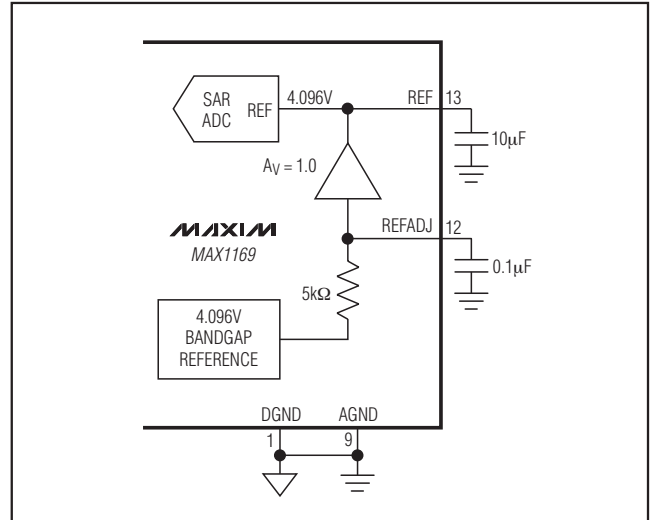 SAR
ADC
REF
4.096V
REF
13
10µF
AV = 1.0
MAXIM
MAX1169
REFADJ
12
0.1µF
5kΩ
4.096V
BANDGAP
REFERENCE
DGND
AGND
1
9